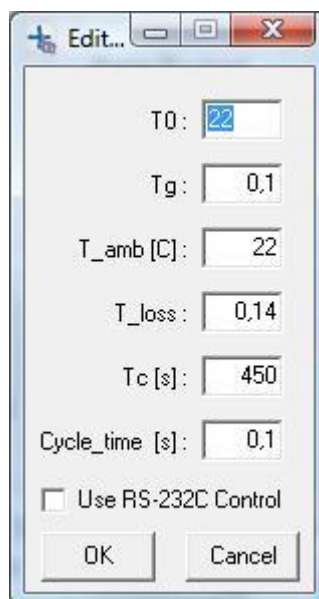 Edit...
T0: 22
Tg: 0,1
T_amb [C]: 22
T_loss: 0,14
Tc [s]: 450
Cycle_time [s]: 0,1
Use RS-232C Control
OK Cancel